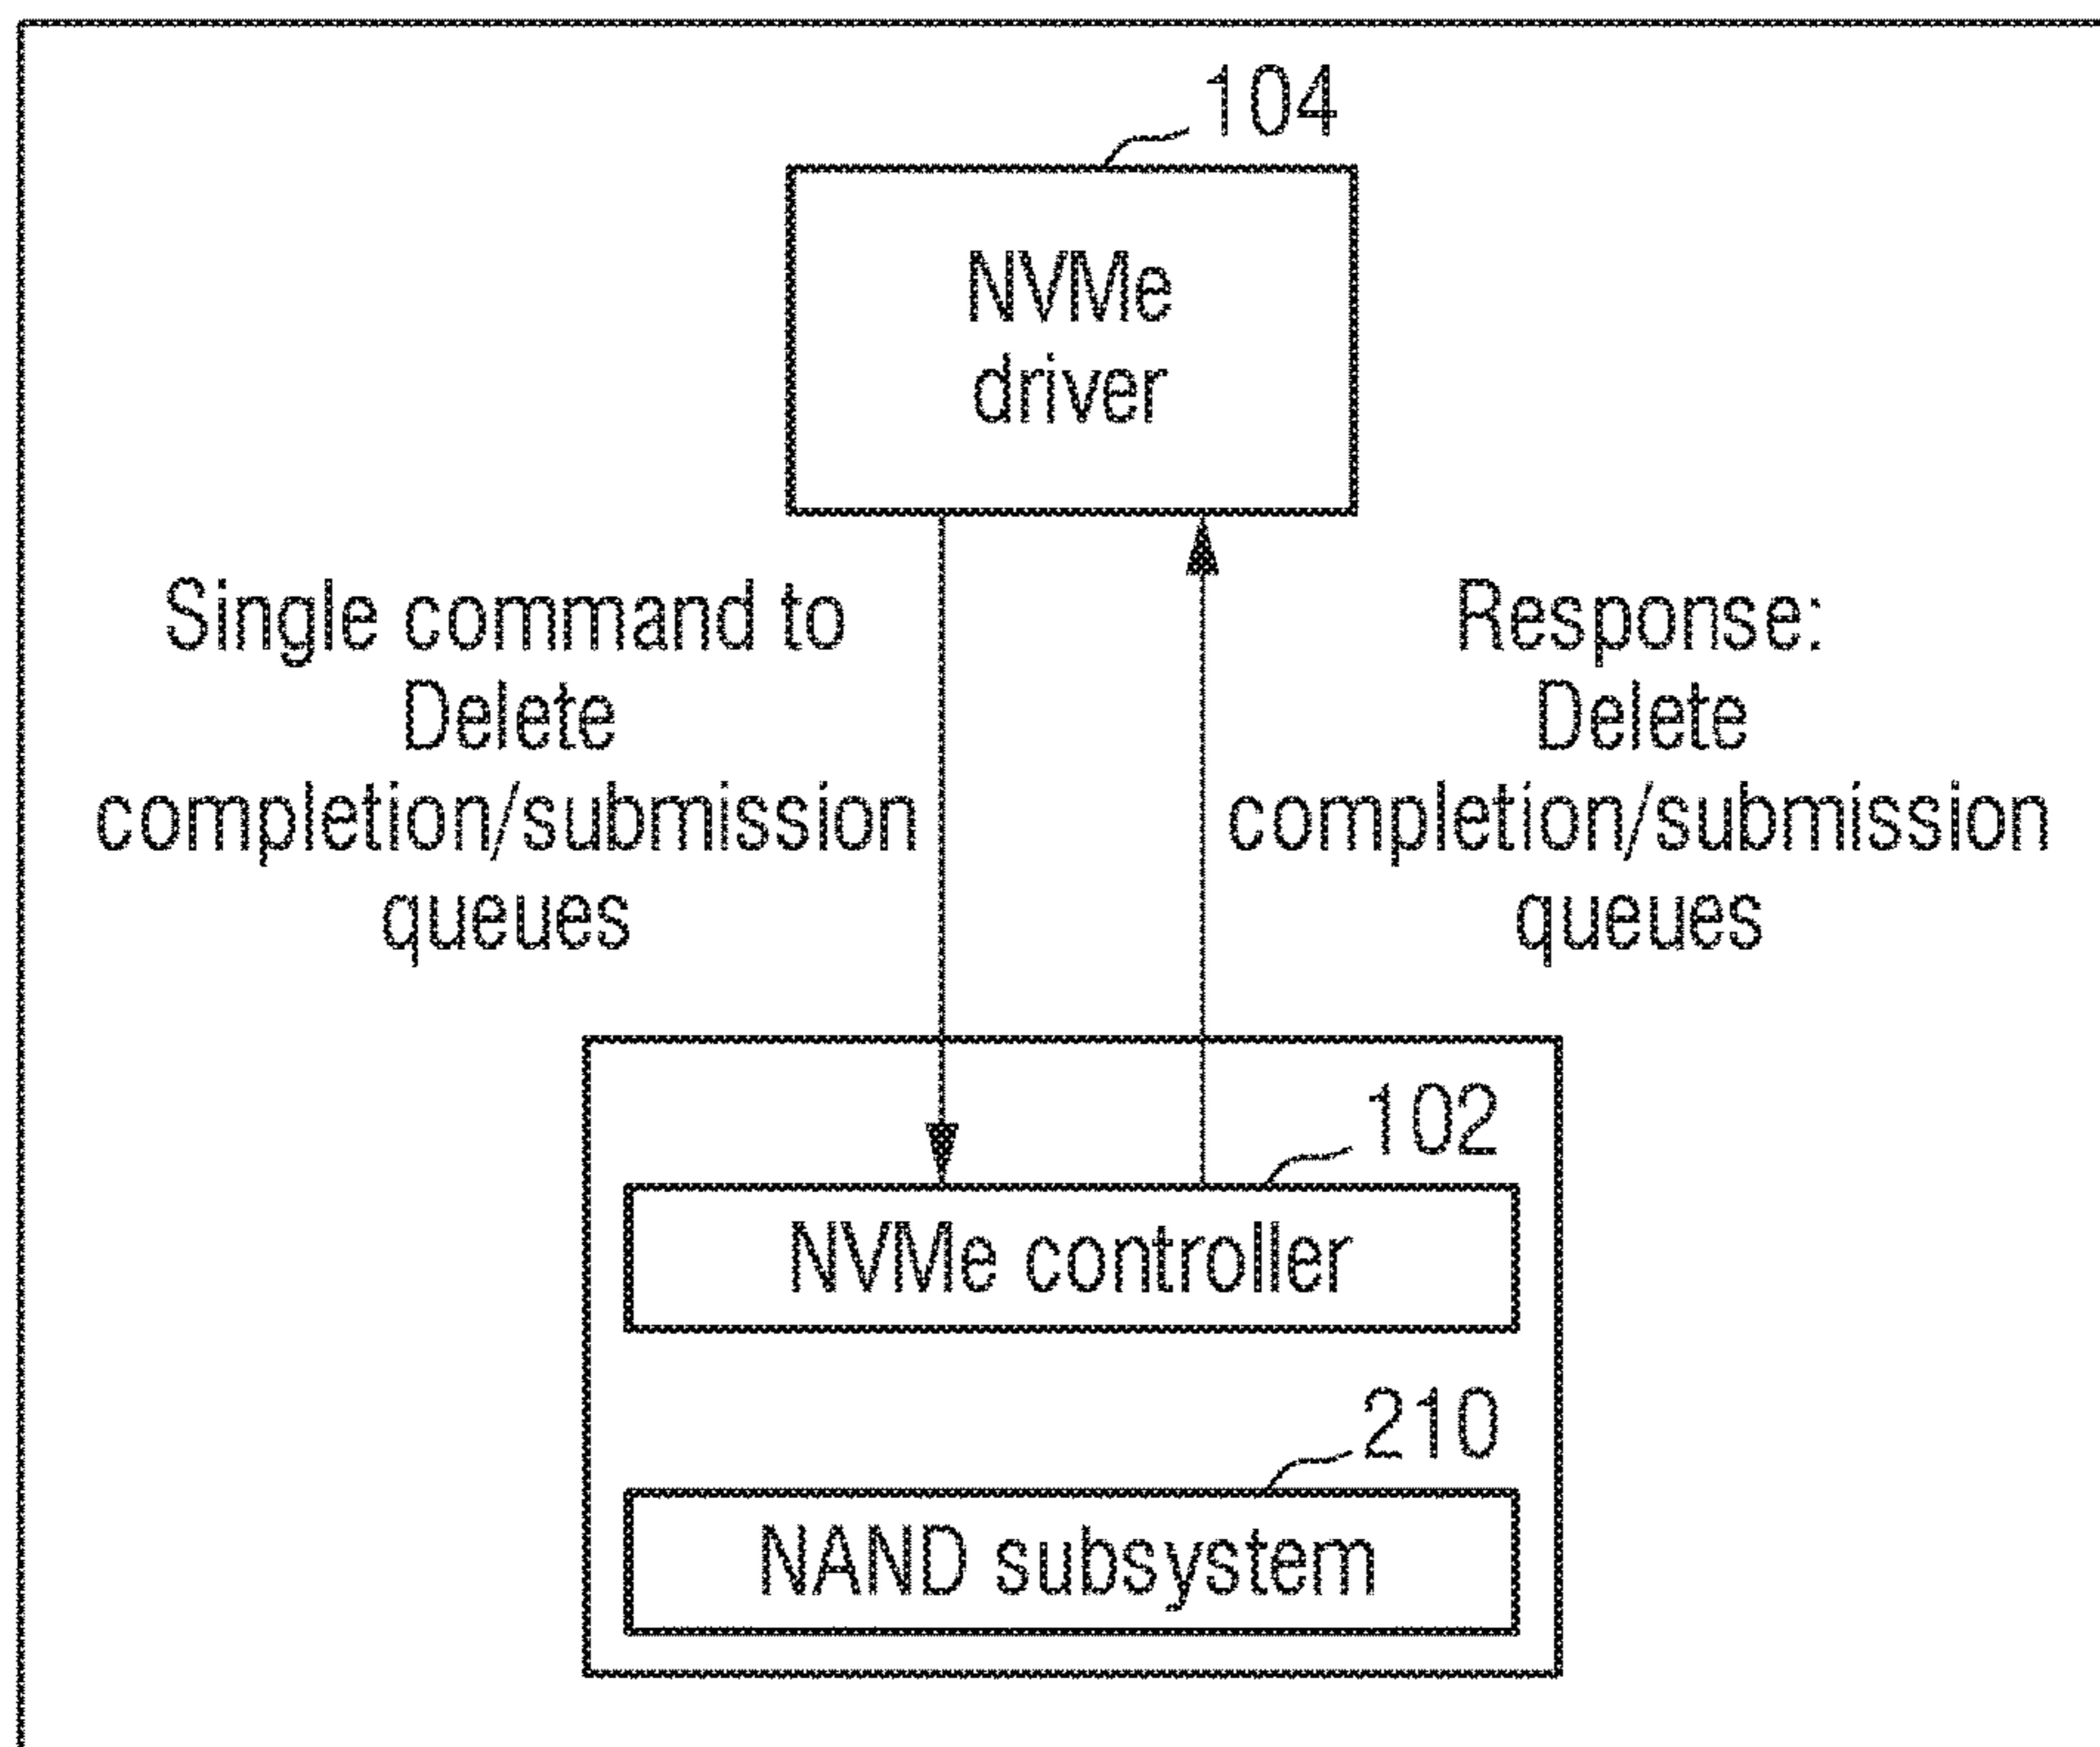 104
NVMe
driver
Single command to
Delete
completion/submission
queues
Response:
Delete
completion/submission
queues
102
NVMe controller
210
NAND subsystem